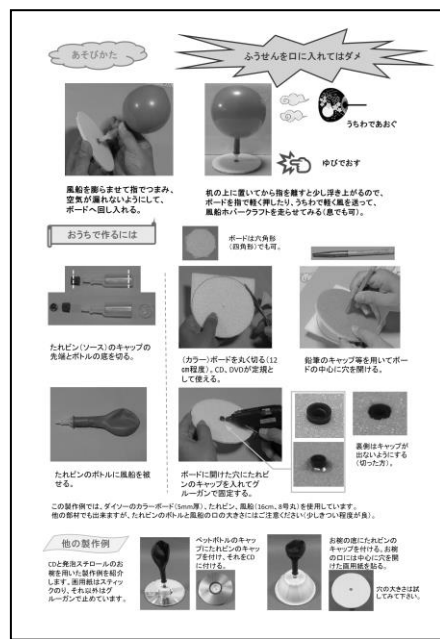 あそびかた
ふうせんを口に入れてはダメ
うちわであおぐ
ゆびでおす
風船を膨らませて指でつまみ、
空気が漏れないようにして、
ボードへ回し入れる。
机の上に置いてから指を離すと少し浮き上がるので、
ボードを指で軽く押したり、うちわで軽く風を送って、
風船ホバークラフトを走らせてみる(息でも可)。
おうちで作るには
ボードは六角形
(四角形)でも可。
たれビン(ソース)のキャップの
先端とボトルの底を切る。
(カラー)ボードを丸く切る(12
㎝程度)。CD、DVDが定規と
して使える。
鉛筆のキャップ等を用いてボー
ドの中心に穴を開ける。
たれビンのボトルに風船を被
せる。
ボードに開けた穴にたれビ
ンのキャップを入れてグ
ルーガンで固定する。
裏側はキャップが
出ないようにする
(切った方)。
この製作例では、ダイソーのカラーボード(5mm厚)、たれビン、風船(16cm、8号丸)を使用しています。
他の部材でも出来ますが、たれビンのボトルと風船の口の大きさにはご注意ください(少しきつい程度が良)。
他の製作例
CDと発泡スチロールのお
椀を用いた製作例を紹介
します。画用紙はスティッ
クのり、それ以外はグ
ルーガンで止めています。
ペットボトルのキャッ
プにたれビンのキャッ
プを付け、それをCD
に付ける。
お椀の底にたれビンの
キャップを付ける。お椀
の口には中心に穴を開
けた画用紙を貼る。
穴の大きさは試
してみて下さい。